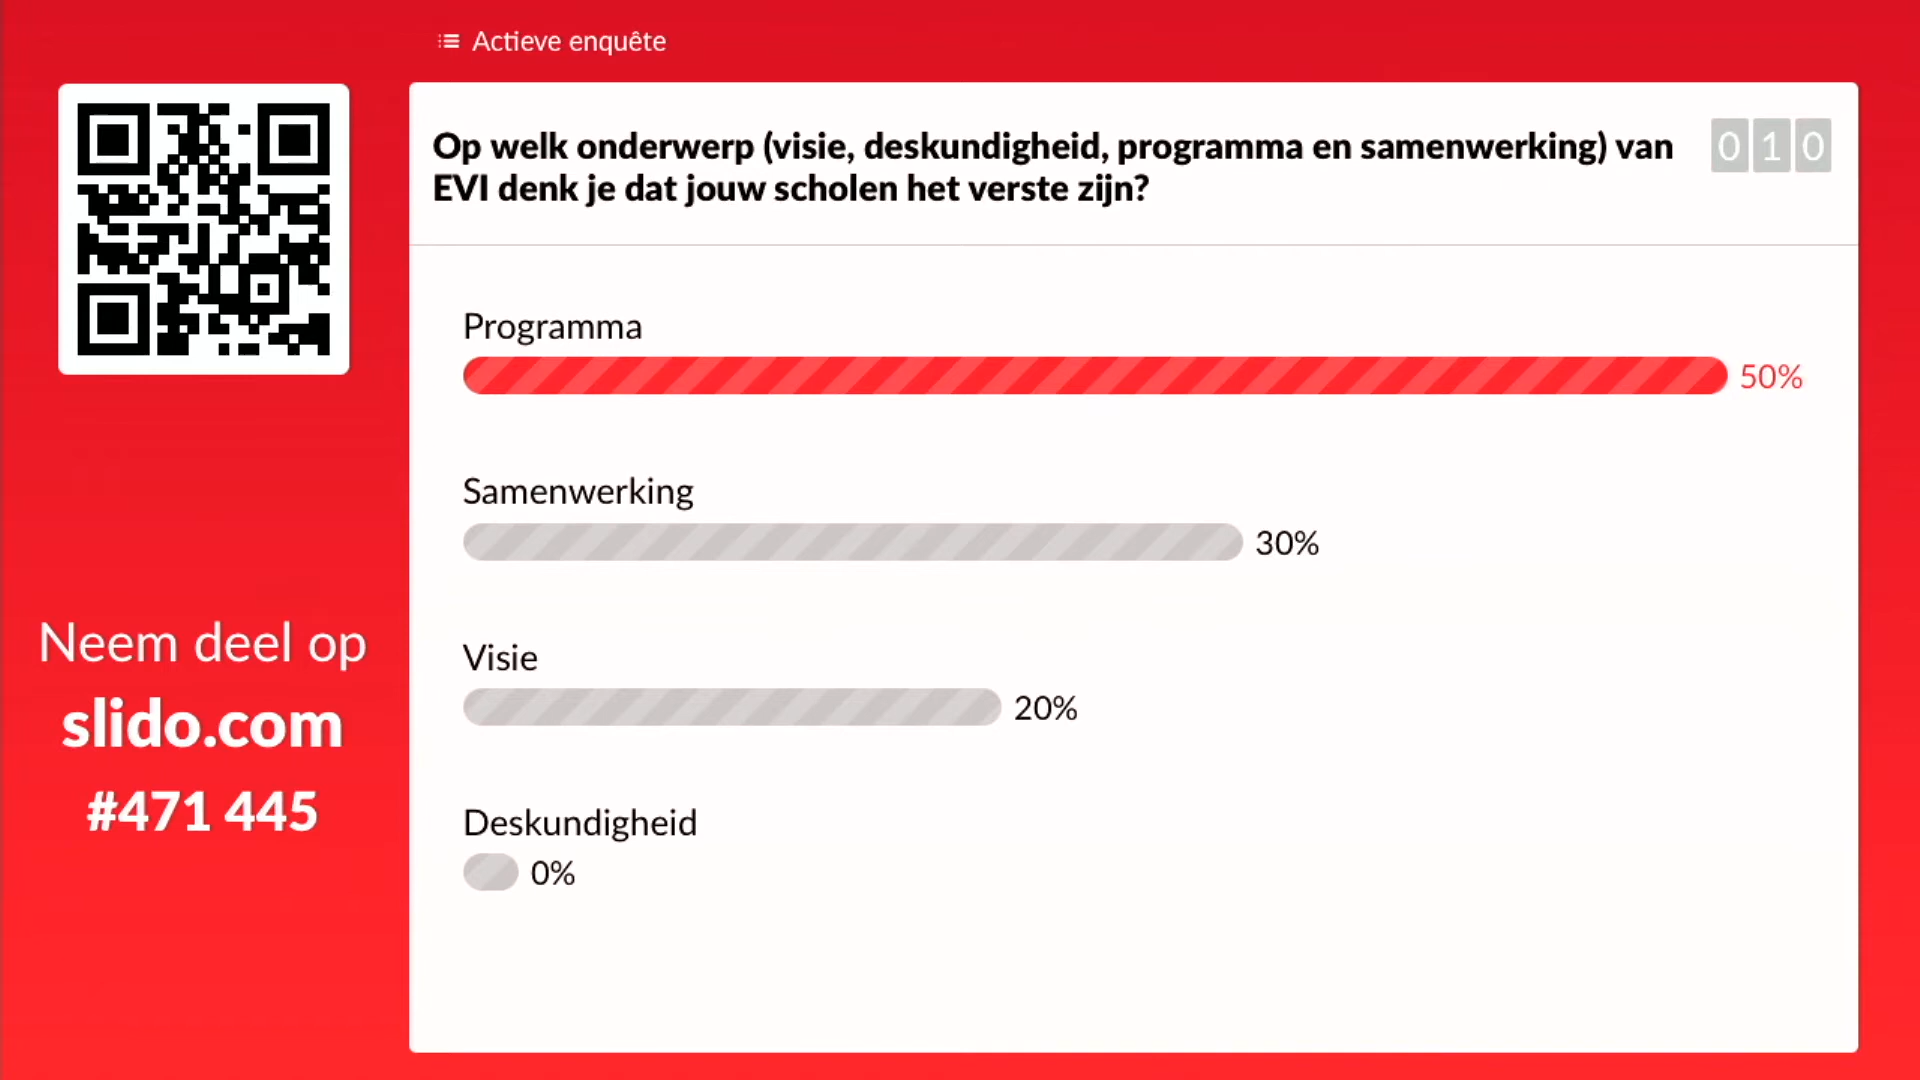 Actieve enquête
Op welk onderwerp (visie, deskundigheid, programma en samenwerking) van
EVI denk je dat jouw scholen het verste zijn?
010
Programma
50%
Samenwerking
30%
Visie
20%
Deskundigheid
0%
Neem deel op
slido.com
#471 445